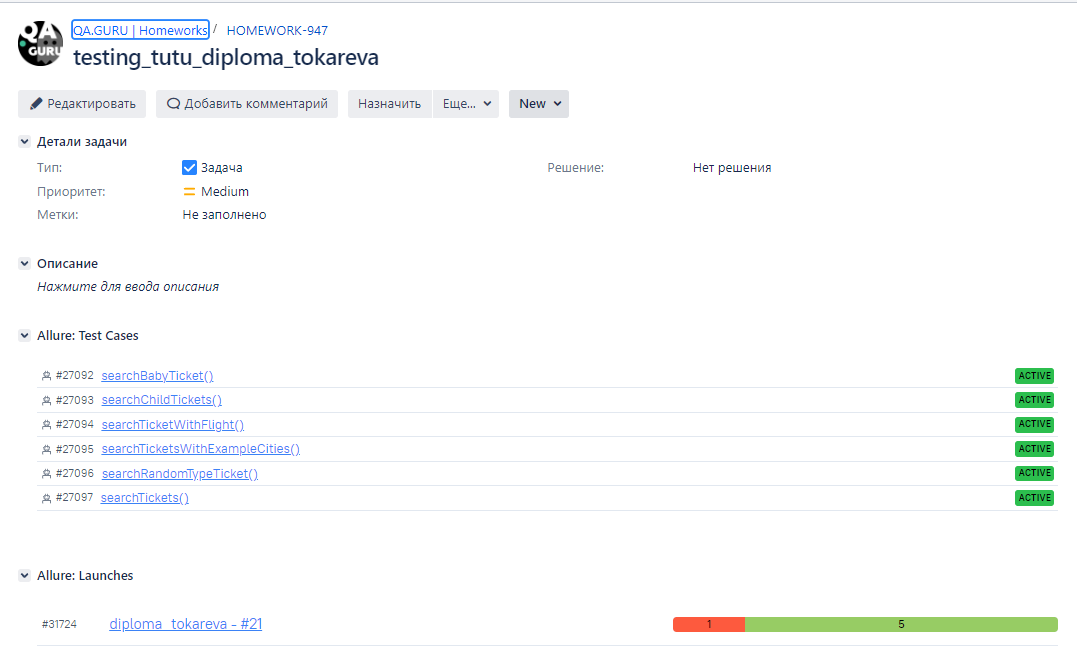 QA GURU
QA.GURU | Homeworks / HOMEWORK-947
testing_tutu_diploma_tokareva
Редактировать Добавить комментарий Назначить Еще... New
Детали задачи
Тип: Задача Решение: Нет решения
Приоритет: Medium
Метки: Не заполнено
Описание
Нажмите для ввода описания
Allure: Test Cases
#27092 searchBabyTicket() ACTIVE
#27093 searchChildTickets() ACTIVE
#27094 searchTicketWithFlight() ACTIVE
#27095 searchTicketsWithExampleCities() ACTIVE
#27096 searchRandomTypeTicket() ACTIVE
#27097 searchTickets() ACTIVE
Allure: Launches
#31724 diploma_tokareva - #21 1 5